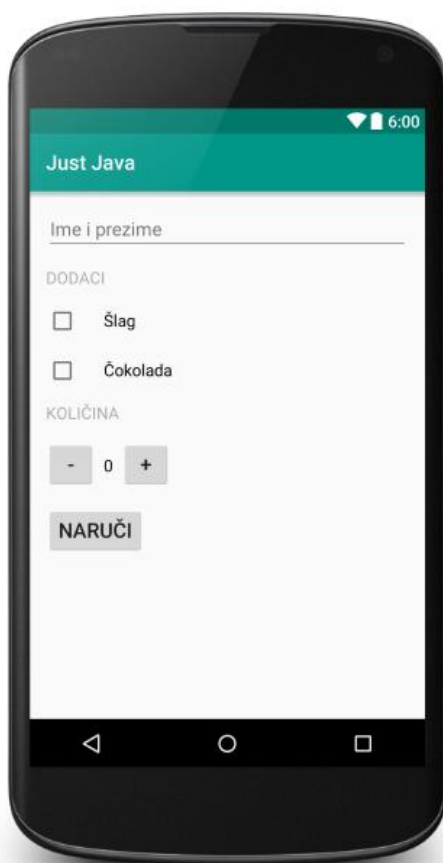 6:00
Just Java
Ime i prezime
DODACI
Šlag
Čokolada
KOLIČINA
- 0 +
NARUČI